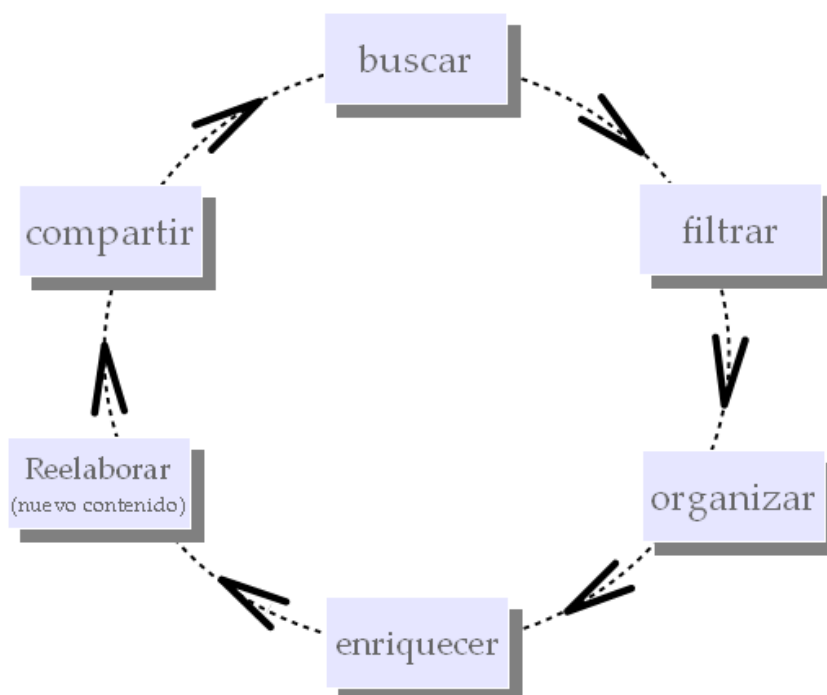 buscar
filtrar
organizar
enriquecer
Reelaborar
(nuevo contenido)
compartir